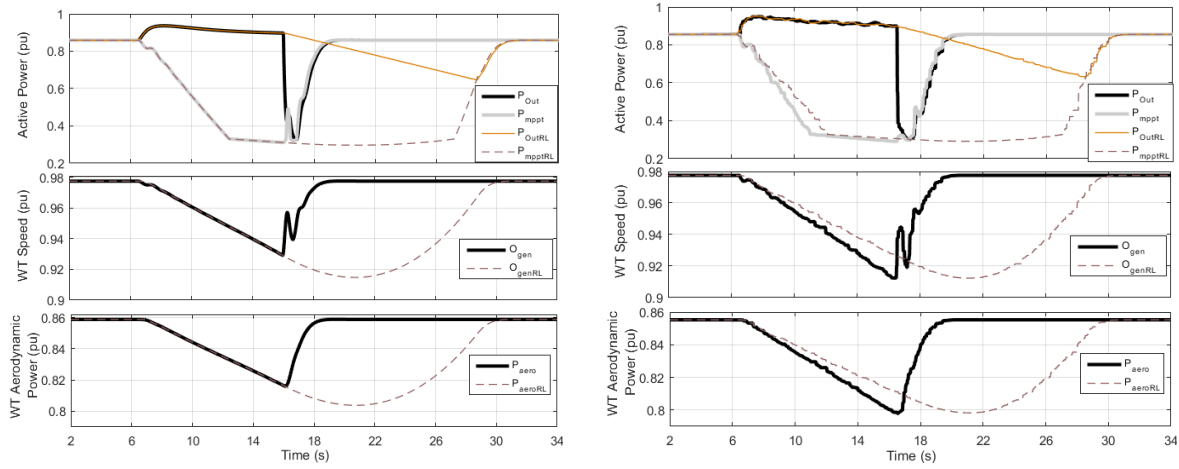 Active Power (pu)
1
0.8
0.6
0.4
0.2
P_Out
P_mppt
P_OutRL
P_mpptRL
WT Speed (pu)
0.98
0.96
0.94
0.92
0.9
O_gen
O_genRL
WT Aerodynamic
Power (pu)
0.86
0.84
0.82
0.8
P_aero
P_aeroRL
2 6 10 14 18 22 26 30 34
Time (s)
Active Power (pu)
1
0.8
0.6
0.4
0.2
P_Out
P_mppt
P_OutRL
P_mpptRL
WT Speed (pu)
0.98
0.96
0.94
0.92
0.9
O_gen
O_genRL
WT Aerodynamic
Power (pu)
0.86
0.84
0.82
0.8
P_aero
P_aeroRL
2 6 10 14 18 22 26 30 34
Time (s)